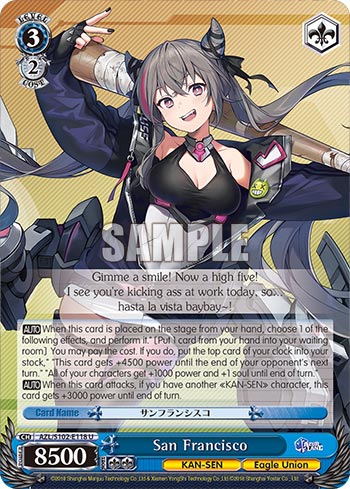 LEVEL
3
2
COST
SAMPLE
Gimme a smile! Now a high five!
I see you're kicking ass at work today, so...
hasta la vista baybay~!
AUTO When this card is placed on the stage from your hand, choose 1 of the
following effects, and perform it." [Put 1 card from your hand into your waiting
room] You may pay the cost. If you do, put the top card of your clock into your
stock," "This card gets +4500 power until the end of your opponent's next
turn." "All of your characters get +1000 power and +1 soul until end of turn."
AUTO When this card attacks, if you have another «KAN-SEN» character, this
card gets +3000 power until end of turn.
Card Name
サンフランシスコ
CH AZL/S102-E118 U
San Francisco
POWER
8500
KAN-SEN
Eagle Union